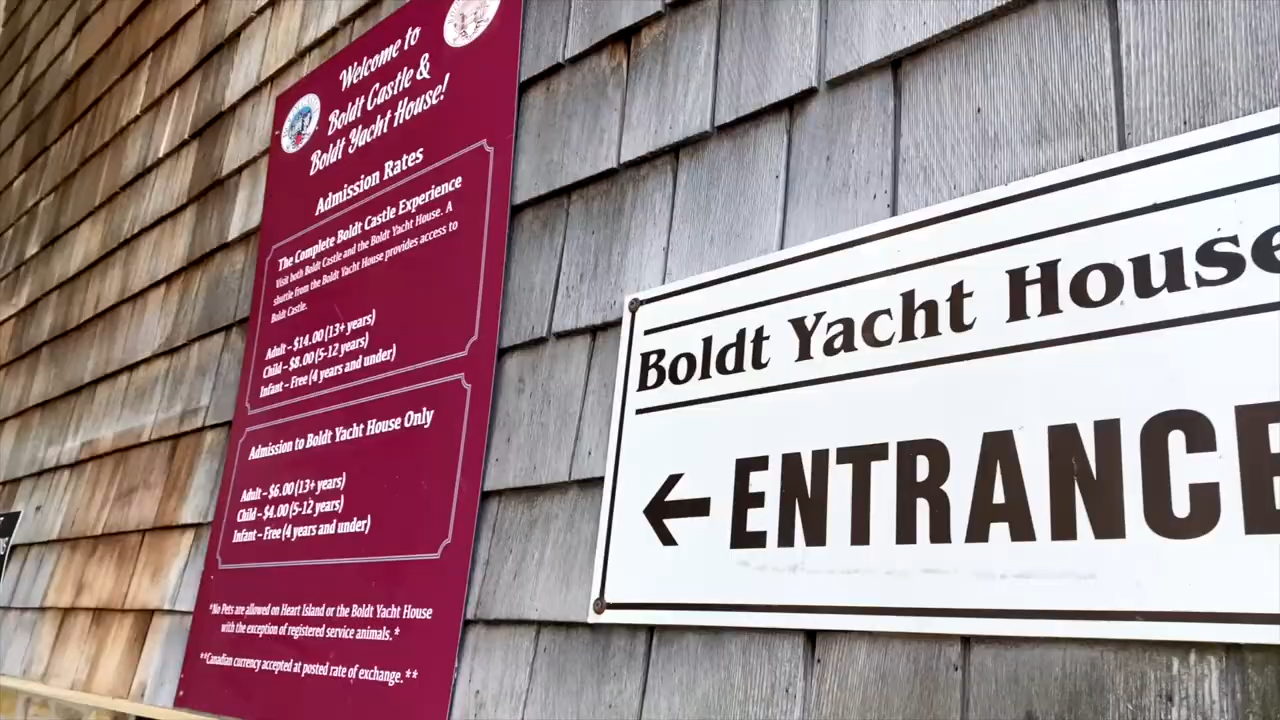 Welcome to
Boldt Castle &
Boldt Yacht House!
Admission Rates
The Complete Boldt Castle Experience
Visit both Boldt Castle and the Boldt Yacht House. A
shuttle from the Boldt Yacht House provides access to
Boldt Castle.
Adult – $14.00 (13+ years)
Child – $8.00 (5-12 years)
Infant – Free (4 years and under)
Admission to Boldt Yacht House Only
Adult – $6.00 (13+ years)
Child – $4.00 (5-12 years)
Infant – Free (4 years and under)
*No Pets are allowed on Heart Island or the Boldt Yacht House
with the exception of registered service animals. *
**Canadian currency accepted at posted rate of exchange.**
Boldt Yacht House
← ENTRANCE